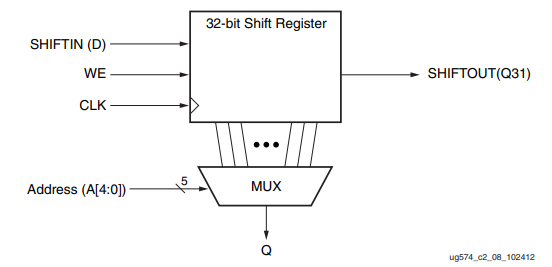 32-bit Shift Register
SHIFTIN (D)
SHIFTOUT(Q31)
WE
CLK
5
Address (A[4:0])
MUX
Q
ug574_c2_08_102412